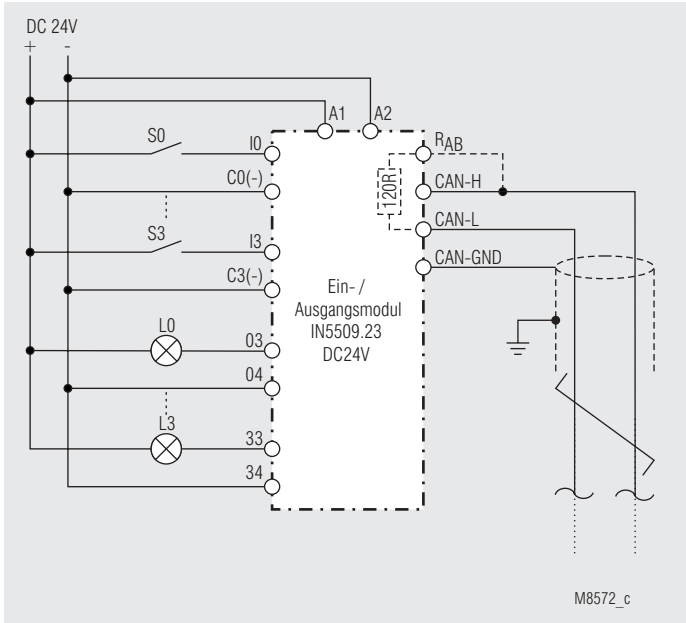 DC 24V
+ -
A1 A2
S0
I0
C0(-)
S3
I3
C3(-)
L0
03
04
L3
33
34
RAB
120R
CAN-H
CAN-L
CAN-GND
Ein- /
Ausgangsmodul
IN5509.23
DC24V
M8572_c